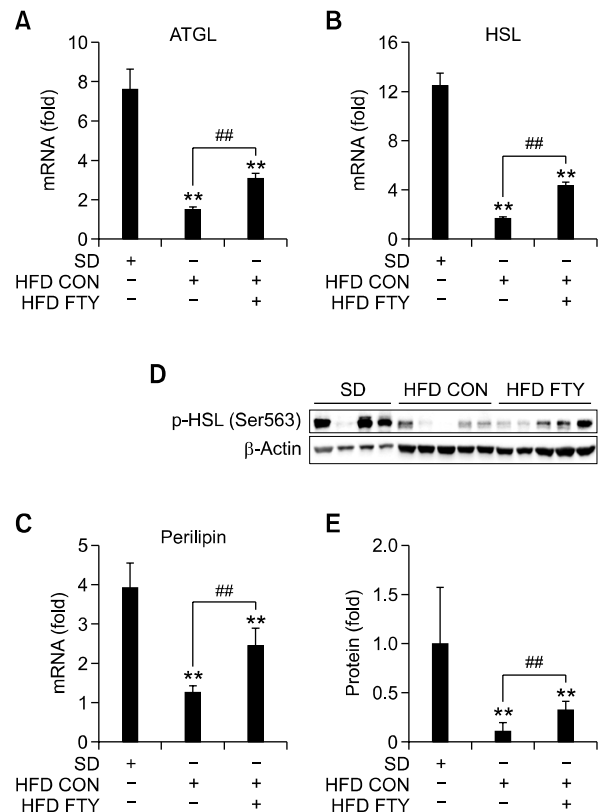 A
ATGL
mRNA (fold)
10
8
6
4
2
0
**
##
**
SD + – –
HFD CON – + +
HFD FTY – – +
B
HSL
mRNA (fold)
16
12
8
4
0
**
##
**
SD + – –
HFD CON – + +
HFD FTY – – +
D
SD HFD CON HFD FTY
p-HSL (Ser563)
β-Actin
C
Perilipin
mRNA (fold)
5
4
3
2
1
0
**
##
**
SD + – –
HFD CON – + +
HFD FTY – – +
E
Protein (fold)
2.0
1.5
1.0
0.5
0
**
##
**
SD + – –
HFD CON – + +
HFD FTY – – +